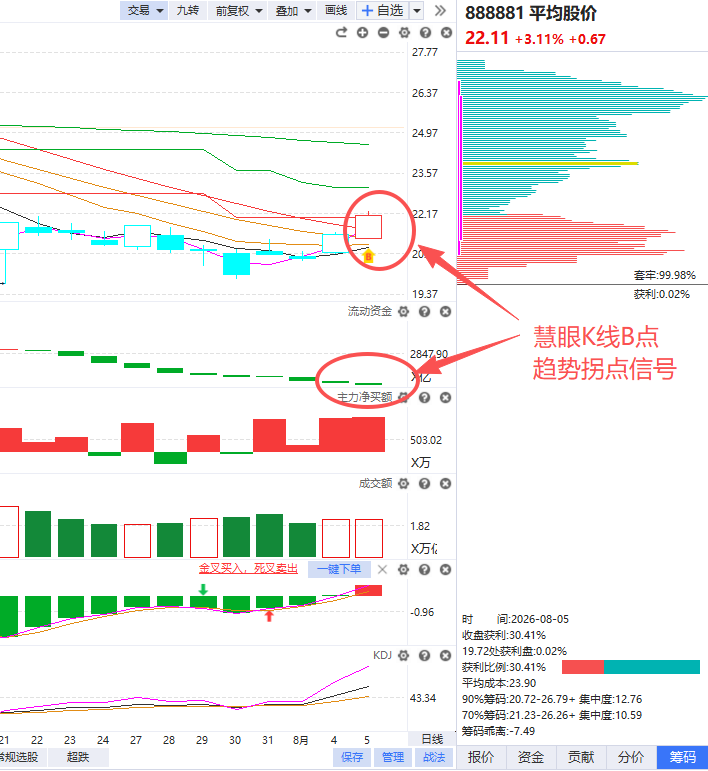 交易 九转 前复权 叠加 画线 自选
888881 平均股价
22.11 +3.11% +0.67
27.77
26.37
24.97
23.57
22.17
20.
19.37
B
套牢:99.98%
获利:0.02%
流动资金
2847.90
X亿
慧眼K线B点
趋势拐点信号
主力净买额
503.02
X万
成交额
1.82
X万亿
金叉买入，死叉卖出 一键下单
-0.96
KDJ
43.34
时 间:2026-08-05
收盘获利:30.41%
19.72处获利盘:0.02%
获利比例:30.41%
平均成本:23.90
90%筹码:20.72-26.79+ 集中度:12.76
70%筹码:21.23-26.26+ 集中度:10.59
筹码乖离:-7.49
21 22 23 24 27 28 29 30 31 8月 4 5 日线
常规选股 超跌 保存 管理 战法
报价 资金 贡献 分价 筹码